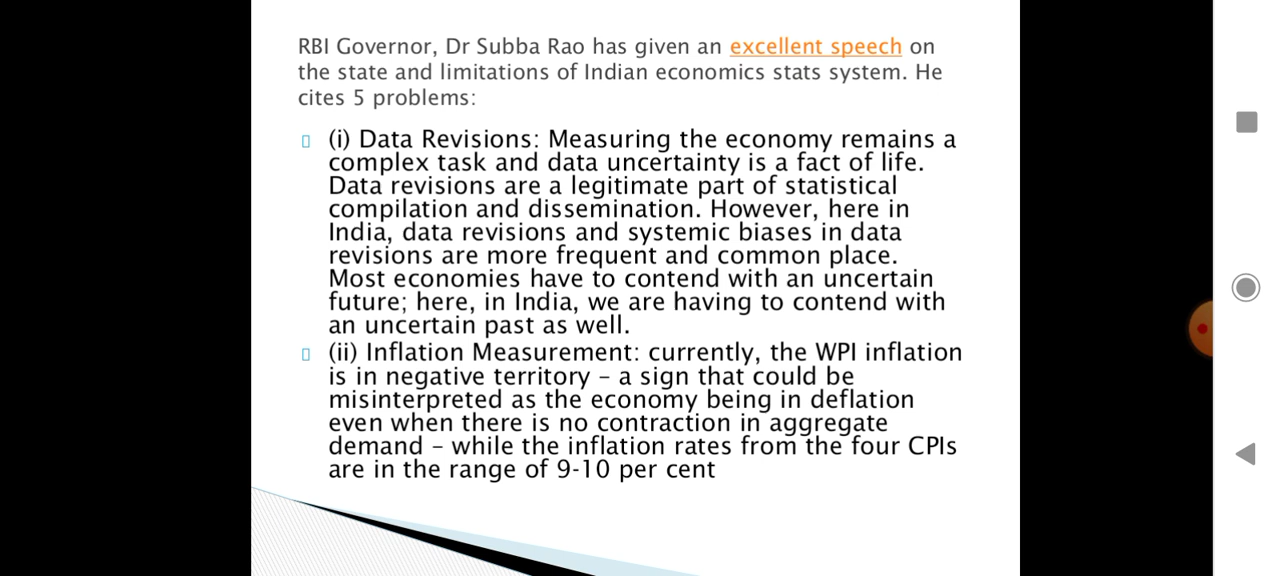 RBI Governor, Dr Subba Rao has given an excellent speech on
the state and limitations of Indian economics stats system. He
cites 5 problems:
(i) Data Revisions: Measuring the economy remains a
complex task and data uncertainty is a fact of life.
Data revisions are a legitimate part of statistical
compilation and dissemination. However, here in
India, data revisions and systemic biases in data
revisions are more frequent and common place.
Most economies have to contend with an uncertain
future; here, in India, we are having to contend with
an uncertain past as well.
(ii) Inflation Measurement: currently, the WPI inflation
is in negative territory – a sign that could be
misinterpreted as the economy being in deflation
even when there is no contraction in aggregate
demand – while the inflation rates from the four CPIs
are in the range of 9-10 per cent